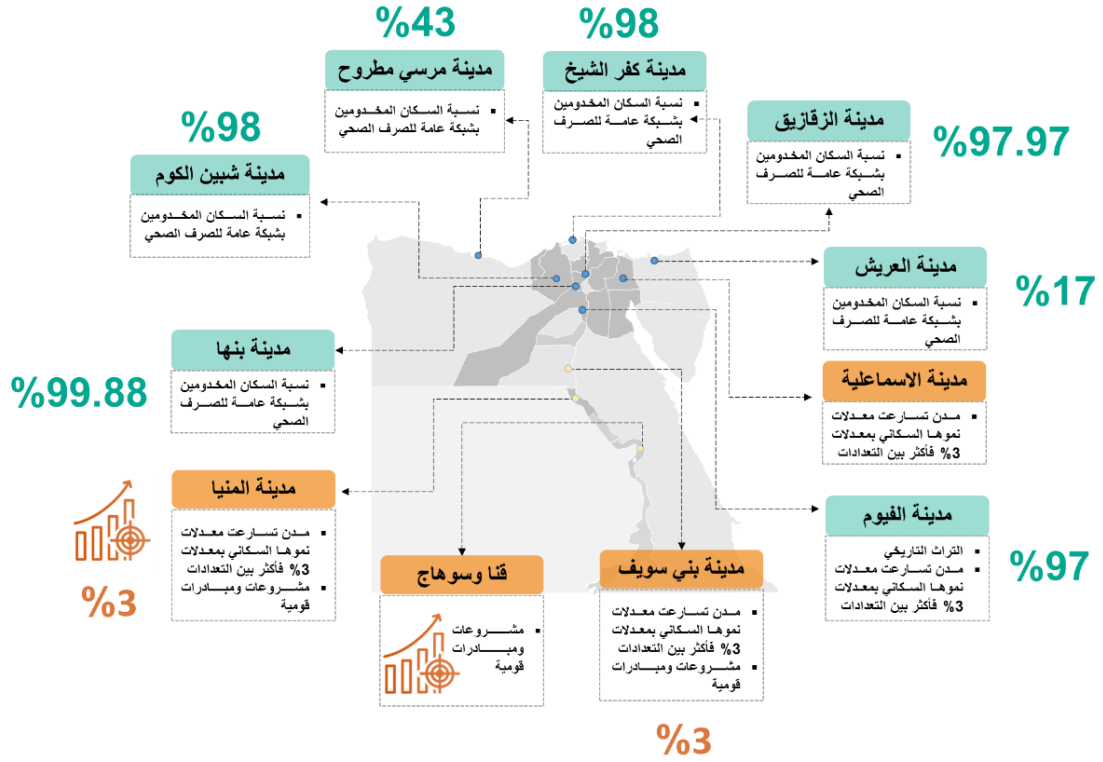 %43
مدينة مرسي مطروح
نسبة السكان المخدومين
بشبكة عامة للصرف الصحي
%98
مدينة كفر الشيخ
نسبة السكان المخدومين
بشبكة عامة للصرف
الصحي
%97.97
مدينة الزقازيق
نسبة السكان المخدومين
بشبكة عامة للصرف
الصحي
%98
مدينة شبين الكوم
نسبة السكان المخدومين
بشبكة عامة للصرف الصحي
%17
مدينة العريش
نسبة السكان المخدومين
بشبكة عامة للصرف
الصحي
%99.88
مدينة بنها
نسبة السكان المخدومين
بشبكة عامة للصرف
الصحي
مدينة الاسماعلية
مدن تسارعت معدلات
نموها السكاني بمعدلات
3% فأكثر بين التعدادات
مدينة المنيا
مدن تسارعت معدلات
نموها السكاني بمعدلات
3% فأكثر بين التعدادات
مشروعات ومبادرات
قومية
%3
مدينة الفيوم
التراث التاريخي
مدن تسارعت معدلات
نموها السكاني بمعدلات
3% فأكثر بين التعدادات
%97
قنا وسوهاج
مشروعات
ومبادرات
قومية
مدينة بني سويف
مدن تسارعت معدلات
نموها السكاني بمعدلات
3% فأكثر بين التعدادات
مشروعات ومبادرات
قومية
%3